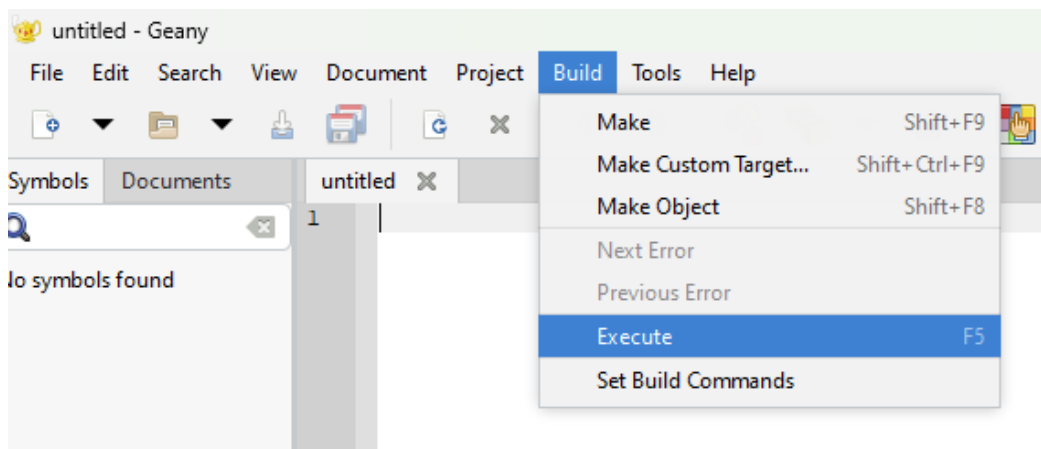 untitled - Geany
File Edit Search View Document Project Build Tools Help
Make Shift+F9
Make Custom Target... Shift+Ctrl+F9
Make Object Shift+F8
Next Error
Previous Error
Execute F5
Set Build Commands
Symbols Documents
untitled
1
No symbols found